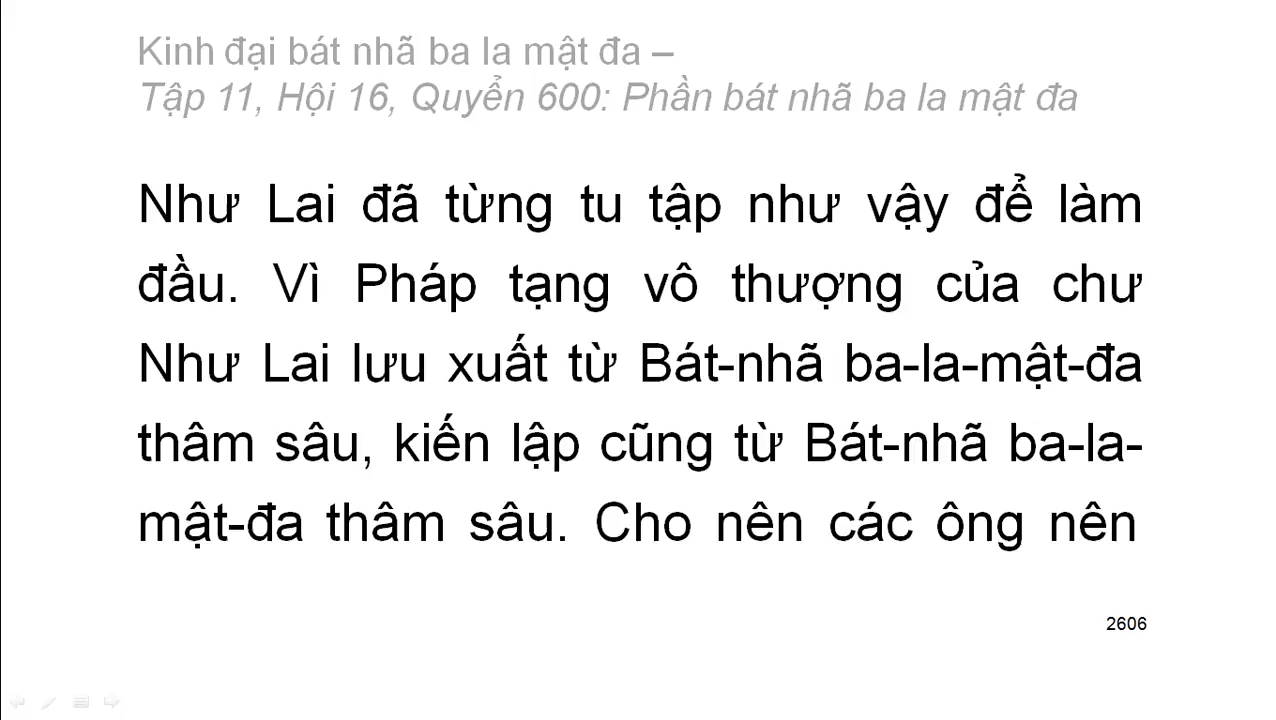 Kinh đại bát nhã ba la mật đa –
Tập 11, Hội 16, Quyển 600: Phần bát nhã ba la mật đa
Như Lai đã từng tu tập như vậy để làm
đầu. Vì Pháp tạng vô thượng của chư
Như Lai lưu xuất từ Bát-nhã ba-la-mật-đa
thâm sâu, kiến lập cũng từ Bát-nhã ba-la-
mật-đa thâm sâu. Cho nên các ông nên
2606